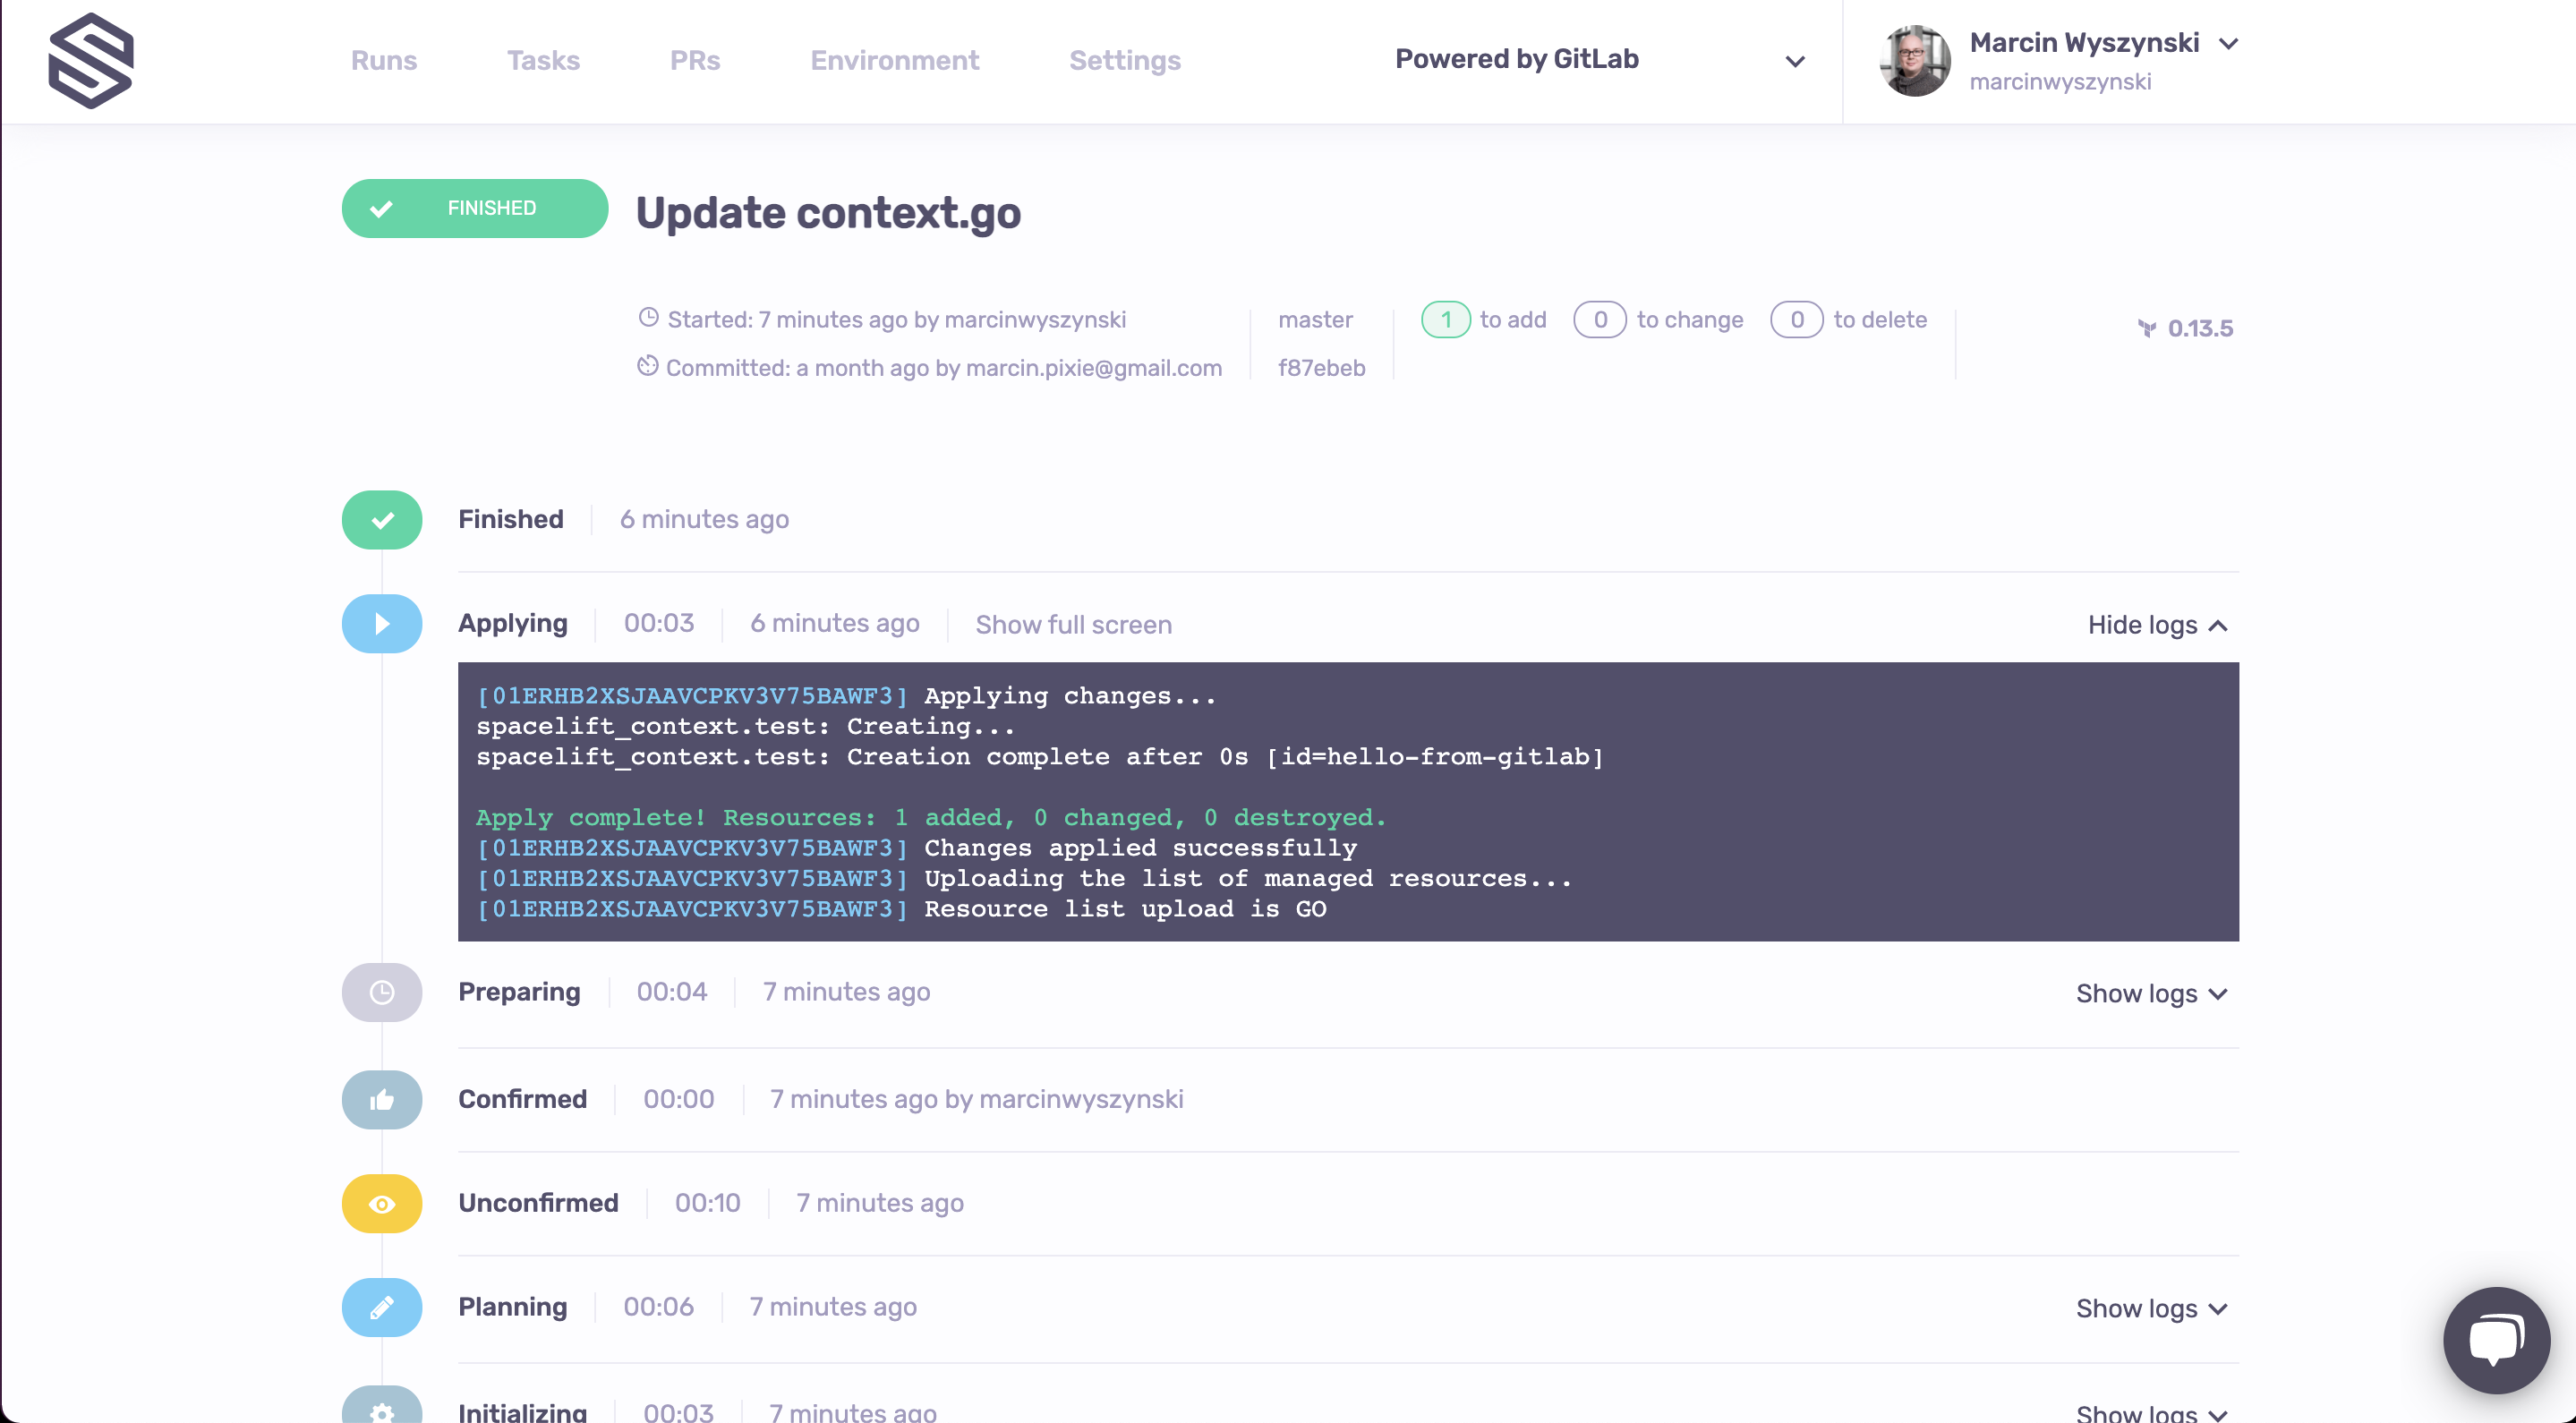 Runs Tasks PRs Environment Settings Powered by GitLab Marcin Wyszynski
marcinwyszynski
FINISHED Update context.go
Started: 7 minutes ago by marcinwyszynski master 1 to add 0 to change 0 to delete 0.13.5
Committed: a month ago by marcin.pixie@gmail.com f87ebeb
Finished 6 minutes ago
Applying 00:03 6 minutes ago Show full screen Hide logs
[01ERHB2XSJAAVCPKV3V75BAWF3] Applying changes...
spacelift_context.test: Creating...
spacelift_context.test: Creation complete after 0s [id=hello-from-gitlab]
Apply complete! Resources: 1 added, 0 changed, 0 destroyed.
[01ERHB2XSJAAVCPKV3V75BAWF3] Changes applied successfully
[01ERHB2XSJAAVCPKV3V75BAWF3] Uploading the list of managed resources...
[01ERHB2XSJAAVCPKV3V75BAWF3] Resource list upload is GO
Preparing 00:04 7 minutes ago Show logs
Confirmed 00:00 7 minutes ago by marcinwyszynski
Unconfirmed 00:10 7 minutes ago
Planning 00:06 7 minutes ago Show logs
Initializing 00:03 7 minutes ago Show logs